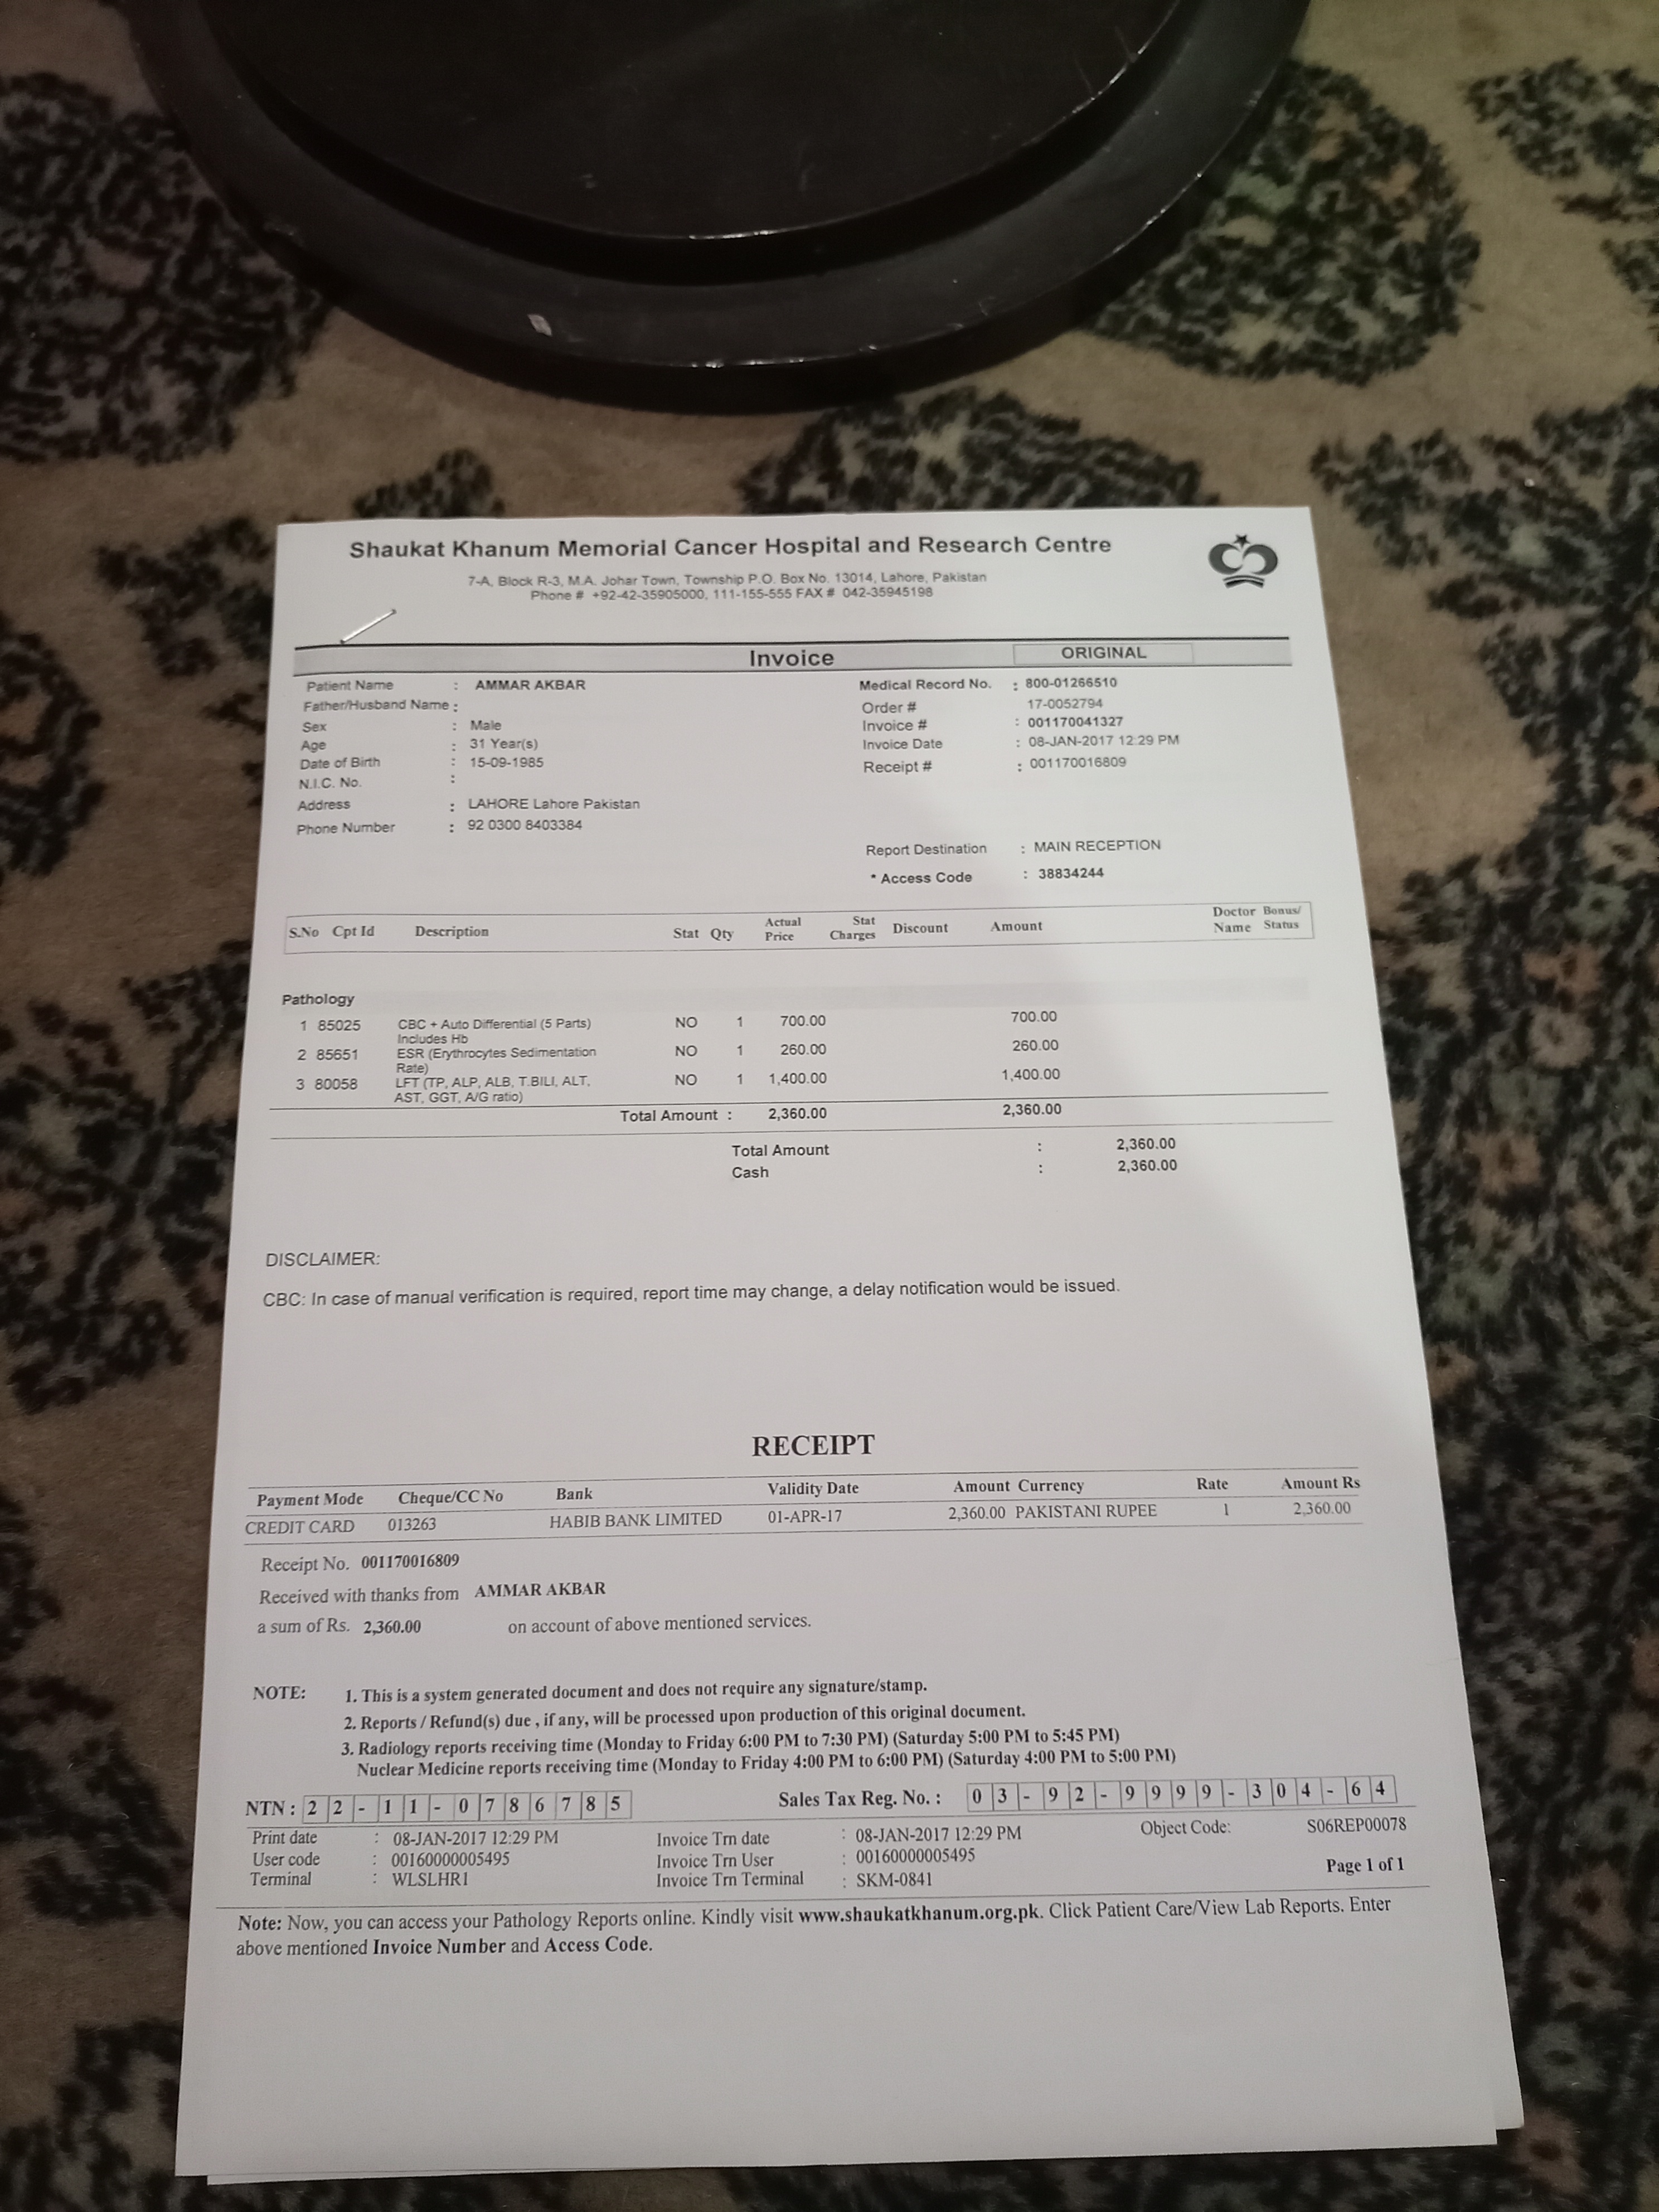 Shaukat Khanum Memorial Cancer Hospital and Research Centre
7-A, Block R-3, M.A. Johar Town, Township P.O. Box No. 13014, Lahore, Pakistan
Phone # +92-42-35905000, 111-155-555 FAX # 042-35945198
Invoice ORIGINAL
Patient Name : AMMAR AKBAR Medical Record No. : 800-01266510
Father/Husband Name : Order # 17-0052794
Sex : Male Invoice # : 001170041327
Age : 31 Year(s) Invoice Date : 08-JAN-2017 12:29 PM
Date of Birth : 15-09-1985 Receipt # : 001170016809
N.I.C. No. :
Address : LAHORE Lahore Pakistan
Phone Number : 92 0300 8403384
Report Destination : MAIN RECEPTION
* Access Code : 38834244
S.No Cpt Id Description Stat Qty Actual Price Stat Charges Discount Amount Doctor Name Bonus/ Status
Pathology
1 85025 CBC + Auto Differential (5 Parts) NO 1 700.00 700.00
Includes Hb
2 85651 ESR (Erythrocytes Sedimentation NO 1 260.00 260.00
Rate)
3 80058 LFT (TP, ALP, ALB, T.BILI, ALT, NO 1 1,400.00 1,400.00
AST, GGT, A/G ratio)
Total Amount : 2,360.00 2,360.00
Total Amount : 2,360.00
Cash : 2,360.00
DISCLAIMER:
CBC: In case of manual verification is required, report time may change, a delay notification would be issued.
RECEIPT
Payment Mode Cheque/CC No Bank Validity Date Amount Currency Rate Amount Rs
CREDIT CARD 013263 HABIB BANK LIMITED 01-APR-17 2,360.00 PAKISTANI RUPEE 1 2,360.00
Receipt No. 001170016809
Received with thanks from AMMAR AKBAR
a sum of Rs. 2,360.00 on account of above mentioned services.
NOTE: 1. This is a system generated document and does not require any signature/stamp.
2. Reports / Refund(s) due , if any, will be processed upon production of this original document.
3. Radiology reports receiving time (Monday to Friday 6:00 PM to 7:30 PM) (Saturday 5:00 PM to 5:45 PM)
Nuclear Medicine reports receiving time (Monday to Friday 4:00 PM to 6:00 PM) (Saturday 4:00 PM to 5:00 PM)
NTN : 22-11-0786785 Sales Tax Reg. No. : 03-92-9999-304-64
Print date : 08-JAN-2017 12:29 PM Invoice Trn date : 08-JAN-2017 12:29 PM Object Code: S06REP00078
User code : 00160000005495 Invoice Trn User : 00160000005495
Terminal : WLSLHR1 Invoice Trn Terminal : SKM-0841 Page 1 of 1
Note: Now, you can access your Pathology Reports online. Kindly visit www.shaukatkhanum.org.pk. Click Patient Care/View Lab Reports. Enter
above mentioned Invoice Number and Access Code.